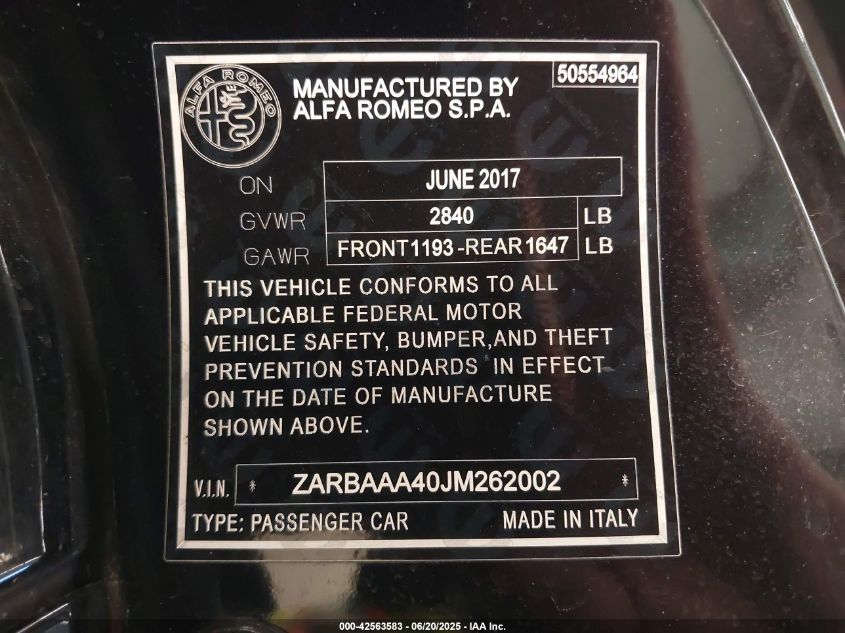 50554964
ALFA ROMEO
MANUFACTURED BY
ALFA ROMEO S.P.A.
ON JUNE 2017
GVWR 2840 LB
GAWR FRONT1193-REAR1647 LB
THIS VEHICLE CONFORMS TO ALL
APPLICABLE FEDERAL MOTOR
VEHICLE SAFETY, BUMPER,AND THEFT
PREVENTION STANDARDS IN EFFECT
ON THE DATE OF MANUFACTURE
SHOWN ABOVE.
V.I.N. * ZARBAAA40JM262002 *
TYPE: PASSENGER CAR MADE IN ITALY
000-42563583 - 06/20/2025 - IAA Inc.